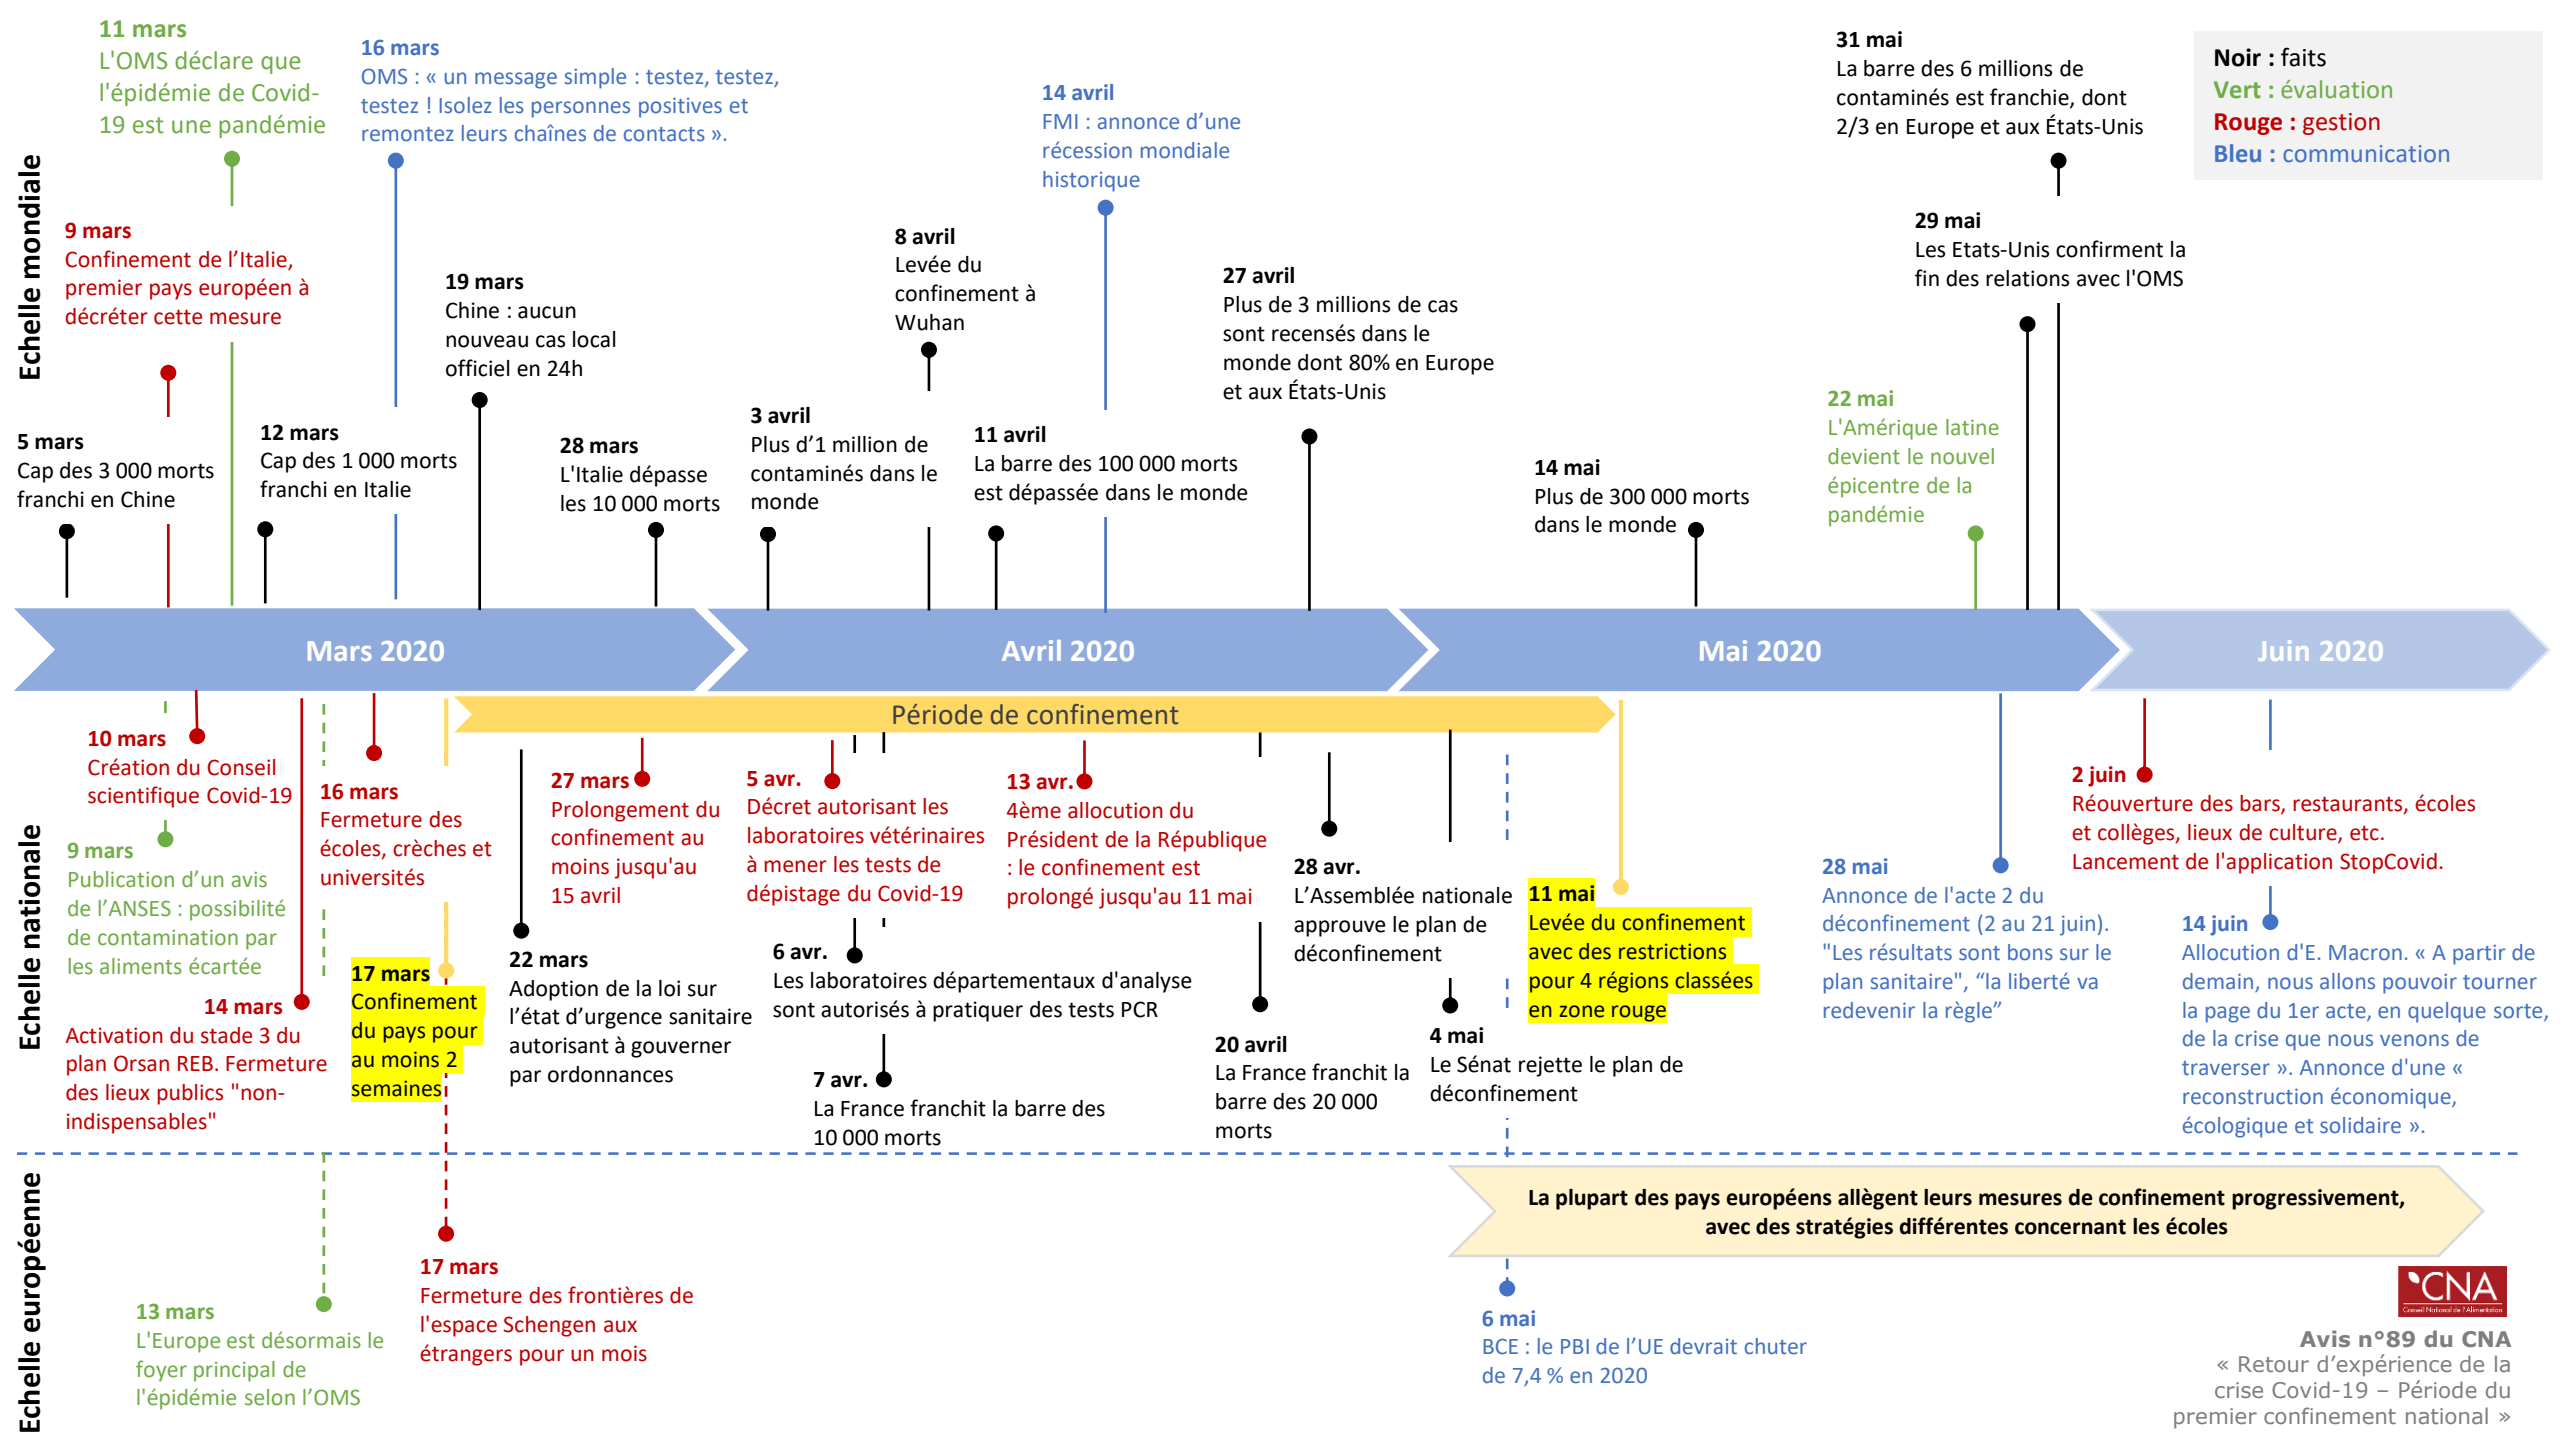 11 mars
L'OMS déclare que
l'épidémie de Covid-
19 est une pandémie
16 mars
OMS : « un message simple : testez, testez,
testez ! Isolez les personnes positives et
remontez leurs chaînes de contacts ».
14 avril
FMI : annonce d’une
récession mondiale
historique
31 mai
La barre des 6 millions de
contaminés est franchie, dont
2/3 en Europe et aux États-Unis
Noir : faits
Vert : évaluation
Rouge : gestion
Bleu : communication
Echelle mondiale
9 mars
Confinement de l’Italie,
premier pays européen à
décréter cette mesure
19 mars
Chine : aucun
nouveau cas local
officiel en 24h
8 avril
Levée du
confinement à
Wuhan
27 avril
Plus de 3 millions de cas
sont recensés dans le
monde dont 80% en Europe
et aux États-Unis
29 mai
Les Etats-Unis confirment la
fin des relations avec l'OMS
5 mars
Cap des 3 000 morts
franchi en Chine
12 mars
Cap des 1 000 morts
franchi en Italie
28 mars
L'Italie dépasse
les 10 000 morts
3 avril
Plus d’1 million de
contaminés dans le
monde
11 avril
La barre des 100 000 morts
est dépassée dans le monde
14 mai
Plus de 300 000 morts
dans le monde
22 mai
L'Amérique latine
devient le nouvel
épicentre de la
pandémie
Mars 2020
Avril 2020
Mai 2020
Juin 2020
Période de confinement
Echelle nationale
10 mars
Création du Conseil
scientifique Covid-19
9 mars
Publication d’un avis
de l’ANSES : possibilité
de contamination par
les aliments écartée
14 mars
Activation du stade 3 du
plan Orsan REB. Fermeture
des lieux publics "non-
indispensables"
16 mars
Fermeture des
écoles, crèches et
universités
17 mars
Confinement
du pays pour
au moins 2
semaines
22 mars
Adoption de la loi sur
l’état d’urgence sanitaire
autorisant à gouverner
par ordonnances
27 mars
Prolongement du
confinement au
moins jusqu'au
15 avril
5 avr.
Décret autorisant les
laboratoires vétérinaires
à mener les tests de
dépistage du Covid-19
6 avr.
Les laboratoires départementaux d'analyse
sont autorisés à pratiquer des tests PCR
7 avr.
La France franchit la barre des
10 000 morts
13 avr.
4ème allocution du
Président de la République
: le confinement est
prolongé jusqu'au 11 mai
20 avril
La France franchit la
barre des 20 000
morts
28 avr.
L’Assemblée nationale
approuve le plan de
déconfinement
4 mai
Le Sénat rejette le plan de
déconfinement
11 mai
Levée du confinement
avec des restrictions
pour 4 régions classées
en zone rouge
28 mai
Annonce de l'acte 2 du
déconfinement (2 au 21 juin).
"Les résultats sont bons sur le
plan sanitaire", “la liberté va
redevenir la règle”
2 juin
Réouverture des bars, restaurants, écoles
et collèges, lieux de culture, etc.
Lancement de l'application StopCovid.
14 juin
Allocution d'E. Macron. « A partir de
demain, nous allons pouvoir tourner
la page du 1er acte, en quelque sorte,
de la crise que nous venons de
traverser ». Annonce d'une «
reconstruction économique,
écologique et solidaire ».
Echelle européenne
13 mars
L'Europe est désormais le
foyer principal de
l'épidémie selon l’OMS
17 mars
Fermeture des frontières de
l'espace Schengen aux
étrangers pour un mois
La plupart des pays européens allègent leurs mesures de confinement progressivement,
avec des stratégies différentes concernant les écoles
6 mai
BCE : le PBI de l’UE devrait chuter
de 7,4 % en 2020
CNA
Conseil National de l'Alimentation
Avis n°89 du CNA
« Retour d’expérience de la
crise Covid-19 – Période du
premier confinement national »